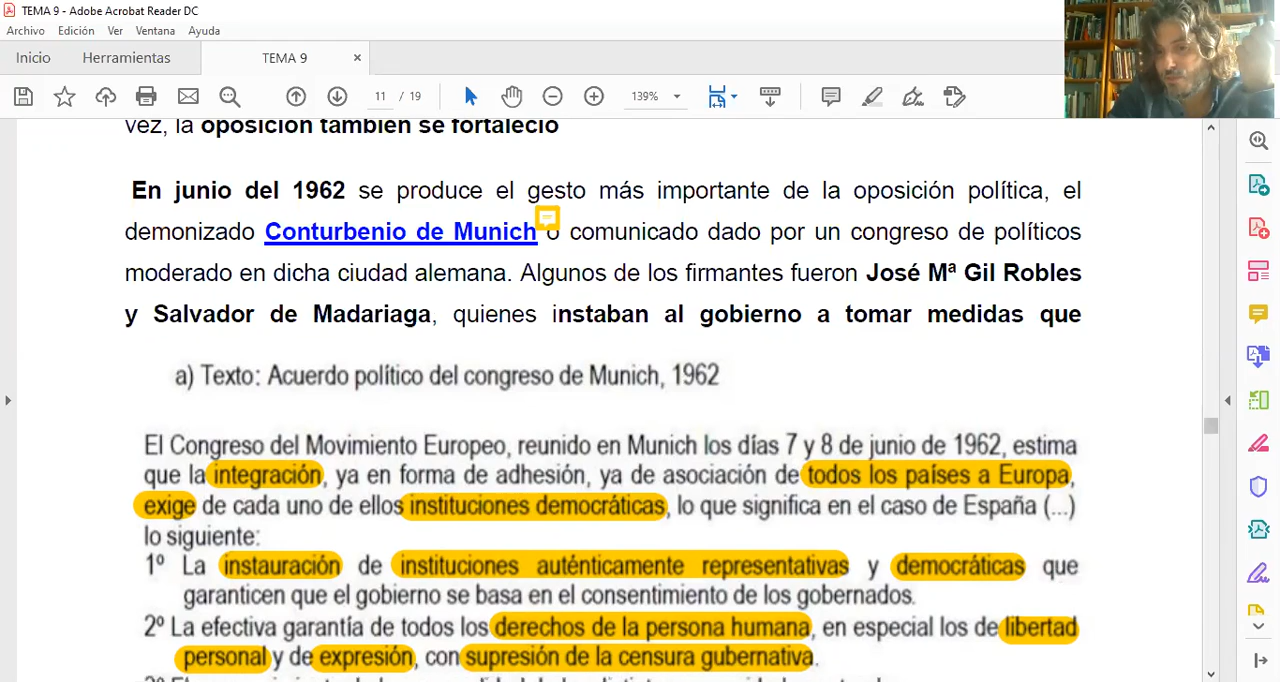 TEMA 9 - Adobe Acrobat Reader DC
Archivo Edición Ver Ventana Ayuda
Inicio Herramientas TEMA 9 ×
11 / 19 139%
vez, la oposición también se fortaleció
En junio del 1962 se produce el gesto más importante de la oposición política, el
demonizado Conturbenio de Munich o comunicado dado por un congreso de políticos
moderado en dicha ciudad alemana. Algunos de los firmantes fueron José Mª Gil Robles
y Salvador de Madariaga, quienes instaban al gobierno a tomar medidas que
a) Texto: Acuerdo político del congreso de Munich, 1962
El Congreso del Movimiento Europeo, reunido en Munich los días 7 y 8 de junio de 1962, estima
que la integración, ya en forma de adhesión, ya de asociación de todos los países a Europa,
exige de cada uno de ellos instituciones democráticas, lo que significa en el caso de España (...)
lo siguiente:
1º La instauración de instituciones auténticamente representativas y democráticas que
garanticen que el gobierno se basa en el consentimiento de los gobernados.
2º La efectiva garantía de todos los derechos de la persona humana, en especial los de libertad
personal y de expresión, con supresión de la censura gubernativa.